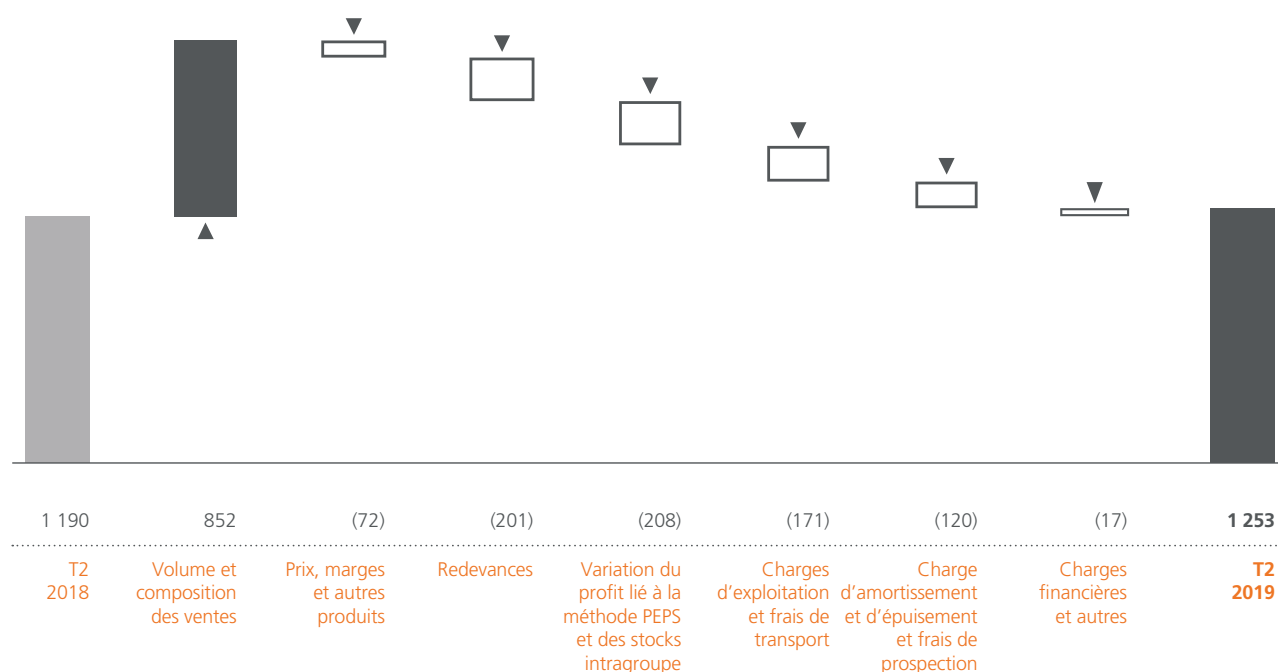 1 190 852 (72) (201) (208) (171) (120) (17) 1 253
T2
2018
Volume et
composition
des ventes
Prix, marges
et autres
produits
Redevances
Variation du
profit lié à la
méthode PEPS
et des stocks
intragroupe
Charges
d'exploitation
et frais de
transport
Charge
d'amortissement
et d'épuisement
et frais de
prospection
Charges
financières
et autres
T2
2019